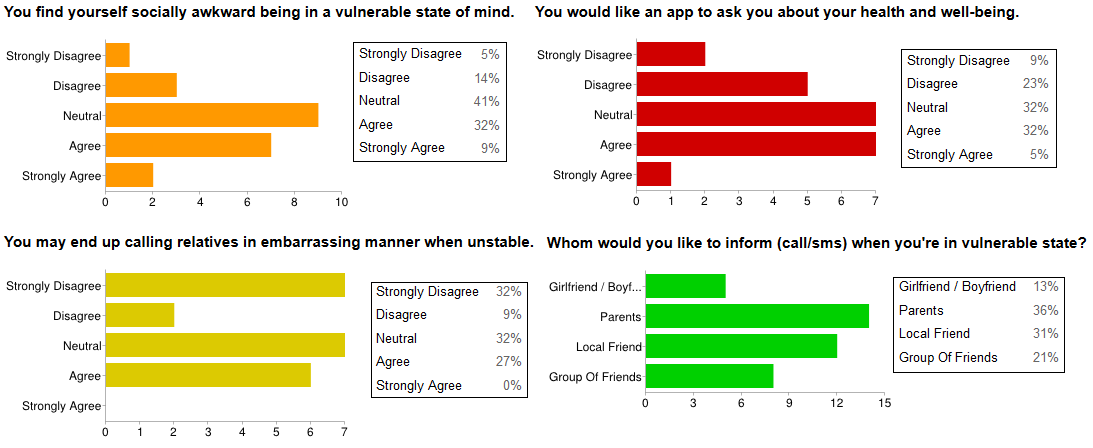 You find yourself socially awkward being in a vulnerable state of mind.
Strongly Disagree
Disagree
Neutral
Agree
Strongly Agree
0 2 4 6 8 10
Strongly Disagree 5%
Disagree 14%
Neutral 41%
Agree 32%
Strongly Agree 9%
You would like an app to ask you about your health and well-being.
Strongly Disagree
Disagree
Neutral
Agree
Strongly Agree
0 1 2 3 4 5 6 7
Strongly Disagree 9%
Disagree 23%
Neutral 32%
Agree 32%
Strongly Agree 5%
You may end up calling relatives in embarrassing manner when unstable.
Strongly Disagree
Disagree
Neutral
Agree
Strongly Agree
0 1 2 3 4 5 6 7
Strongly Disagree 32%
Disagree 9%
Neutral 32%
Agree 27%
Strongly Agree 0%
Whom would you like to inform (call/sms) when you're in vulnerable state?
Girlfriend / Boyf...
Parents
Local Friend
Group Of Friends
0 3 6 9 12 15
Girlfriend / Boyfriend 13%
Parents 36%
Local Friend 31%
Group Of Friends 21%